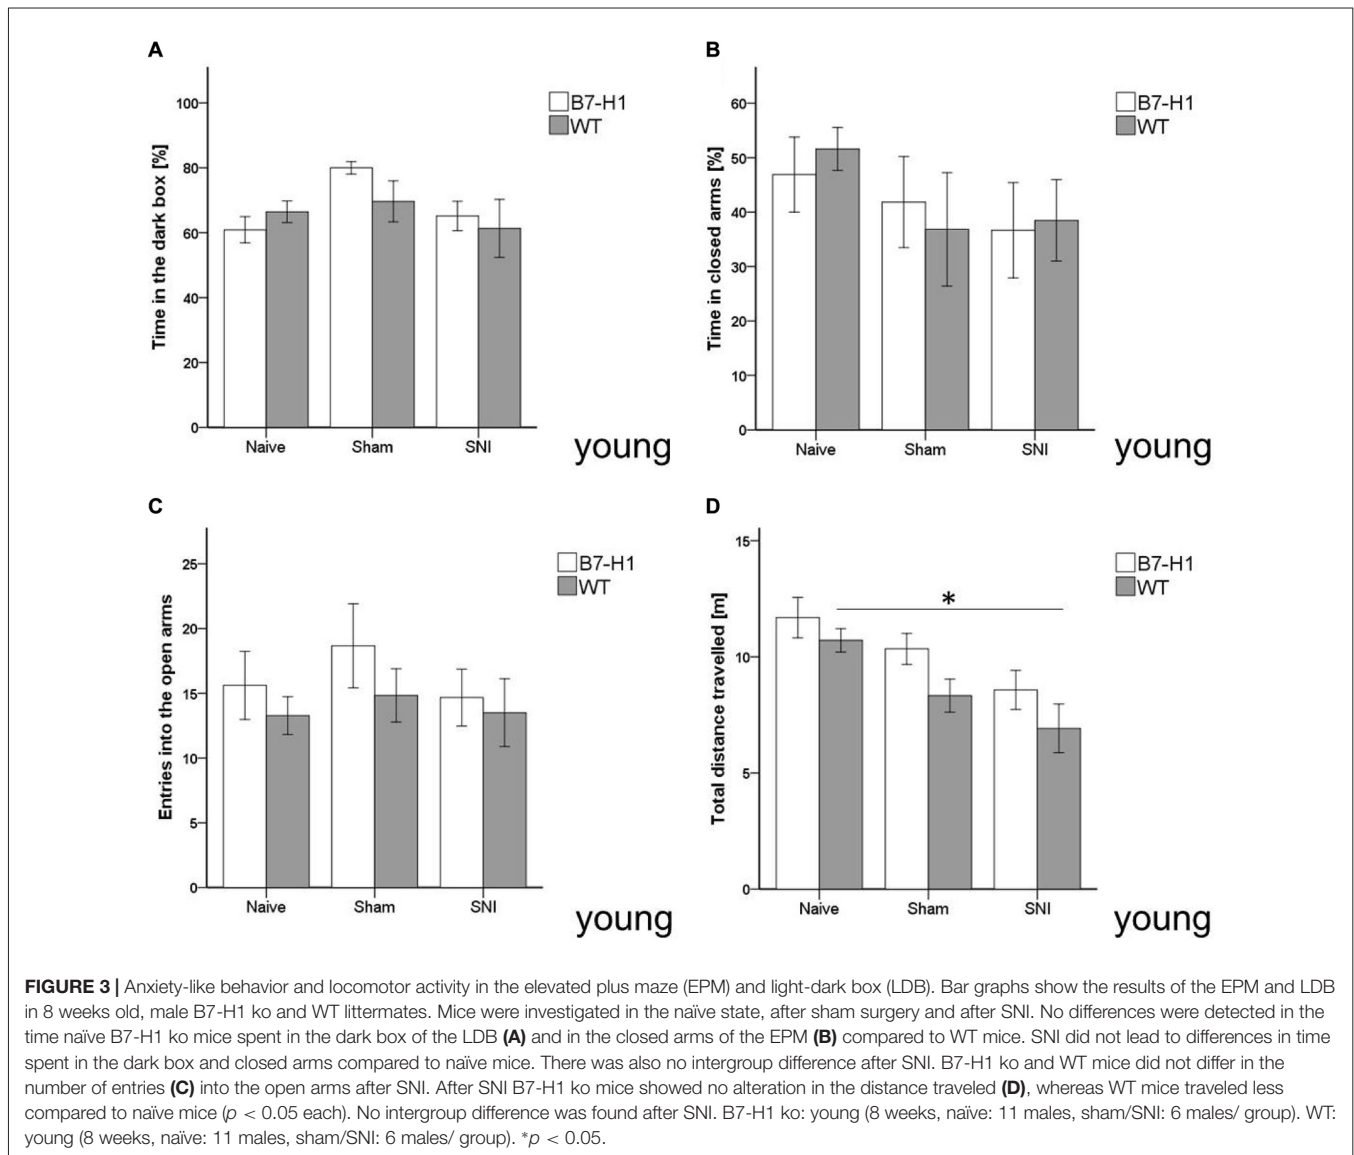 A
Time in the dark box [%]
100
80
60
40
20
0
Naive Sham SNI
B7-H1
WT
young
B
Time in closed arms [%]
60
50
40
30
20
10
0
Naive Sham SNI
B7-H1
WT
young
C
Entries into the open arms
25
20
15
10
5
0
Naive Sham SNI
B7-H1
WT
young
D
Total distance travelled [m]
15
10
5
0
*
Naive Sham SNI
B7-H1
WT
young
FIGURE 3 | Anxiety-like behavior and locomotor activity in the elevated plus maze (EPM) and light-dark box (LDB). Bar graphs show the results of the EPM and LDB
in 8 weeks old, male B7-H1 ko and WT littermates. Mice were investigated in the naïve state, after sham surgery and after SNI. No differences were detected in the
time naïve B7-H1 ko mice spent in the dark box of the LDB (A) and in the closed arms of the EPM (B) compared to WT mice. SNI did not lead to differences in time
spent in the dark box and closed arms compared to naïve mice. There was also no intergroup difference after SNI. B7-H1 ko and WT mice did not differ in the
number of entries (C) into the open arms after SNI. After SNI B7-H1 ko mice showed no alteration in the distance traveled (D), whereas WT mice traveled less
compared to naïve mice (p < 0.05 each). No intergroup difference was found after SNI. B7-H1 ko: young (8 weeks, naïve: 11 males, sham/SNI: 6 males/ group). WT:
young (8 weeks, naïve: 11 males, sham/SNI: 6 males/ group). *p < 0.05.